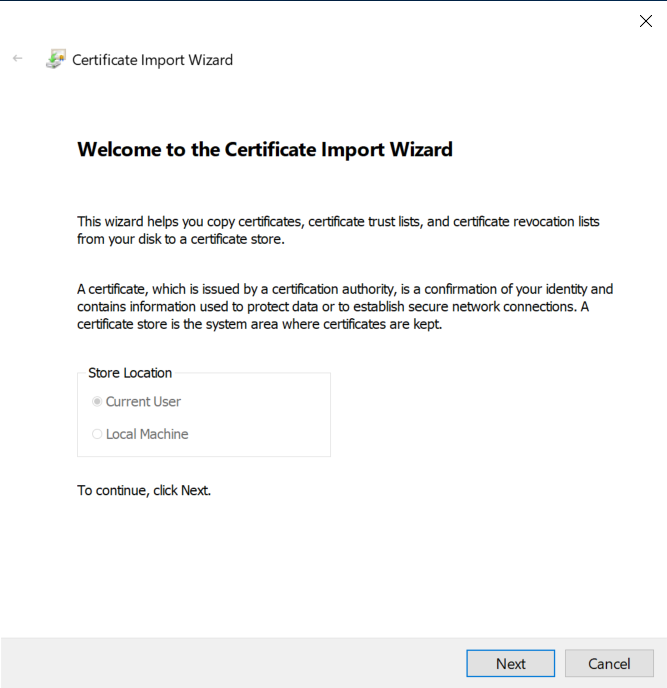 Certificate Import Wizard
Welcome to the Certificate Import Wizard
This wizard helps you copy certificates, certificate trust lists, and certificate revocation lists
from your disk to a certificate store.
A certificate, which is issued by a certification authority, is a confirmation of your identity and
contains information used to protect data or to establish secure network connections. A
certificate store is the system area where certificates are kept.
Store Location
Current User
Local Machine
To continue, click Next.
Next
Cancel